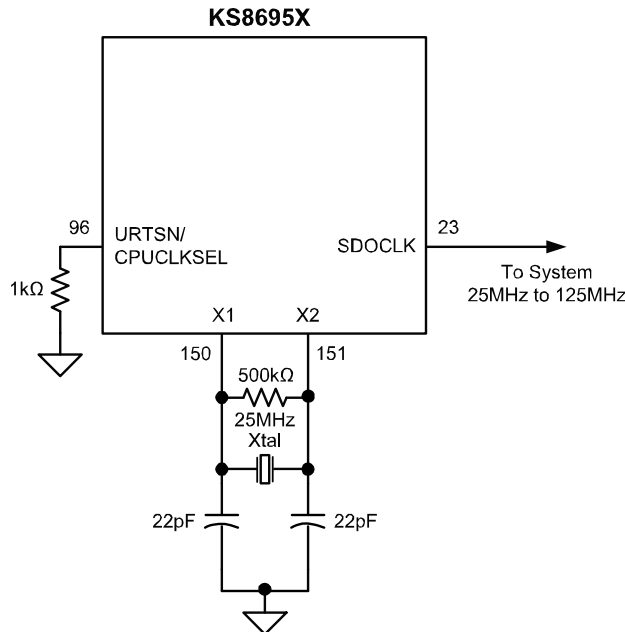 KS8695X
96
URTSN/
CPUCLKSEL
23
SDOCLK
1kΩ
To System
25MHz to 125MHz
X1
X2
150
151
500kΩ
25MHz
Xtal
22pF
22pF